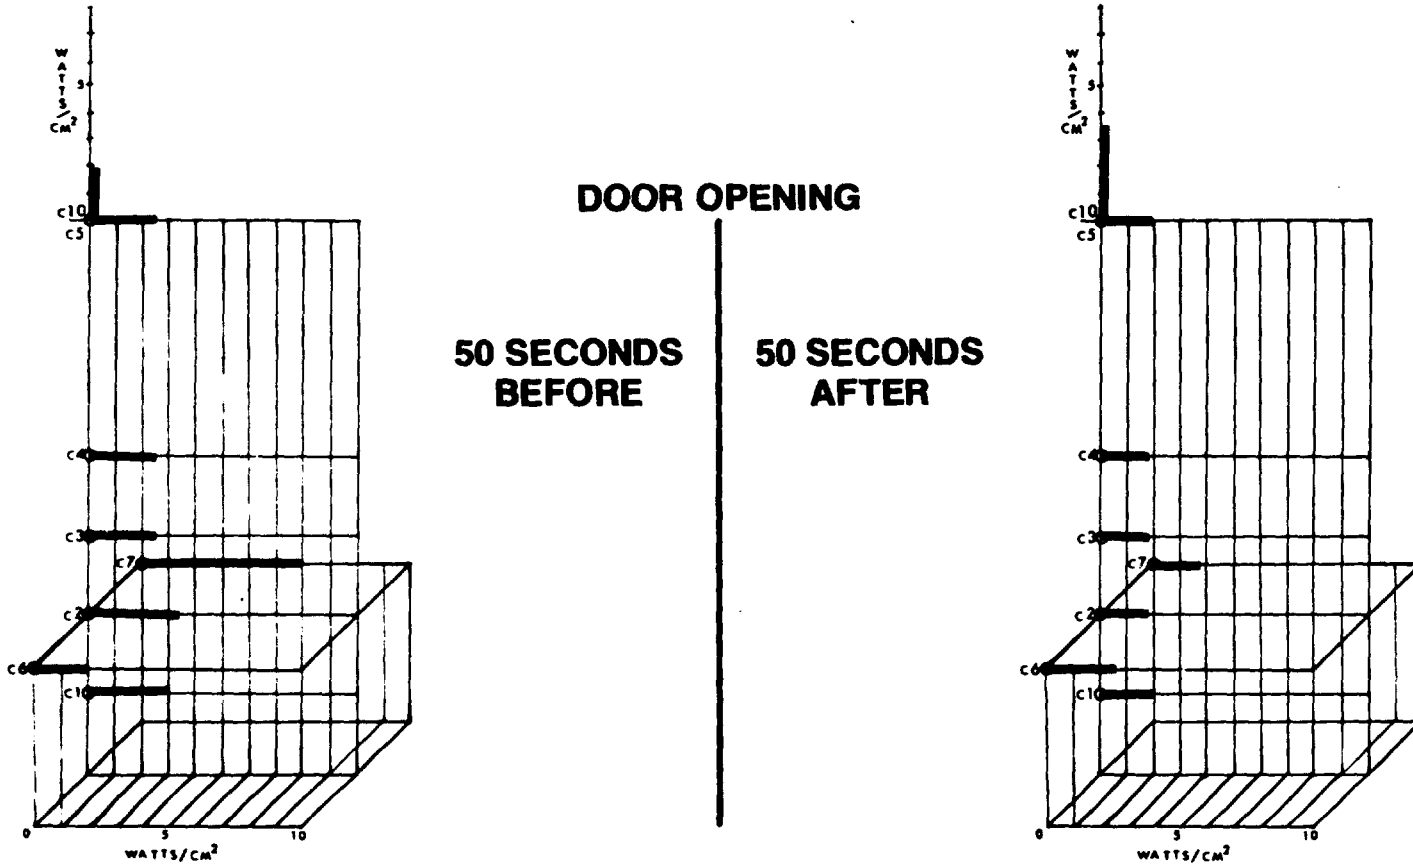 WATTS/
CM²
5
C10
C5
C4
C3
C7
C2
C6
C1
0 5 10
WATTS/CM²
DOOR OPENING
50 SECONDS
BEFORE
50 SECONDS
AFTER
WATTS/
CM²
5
C10
C5
C4
C3
C7
C2
C6
C1
0 5 10
WATTS/CM²